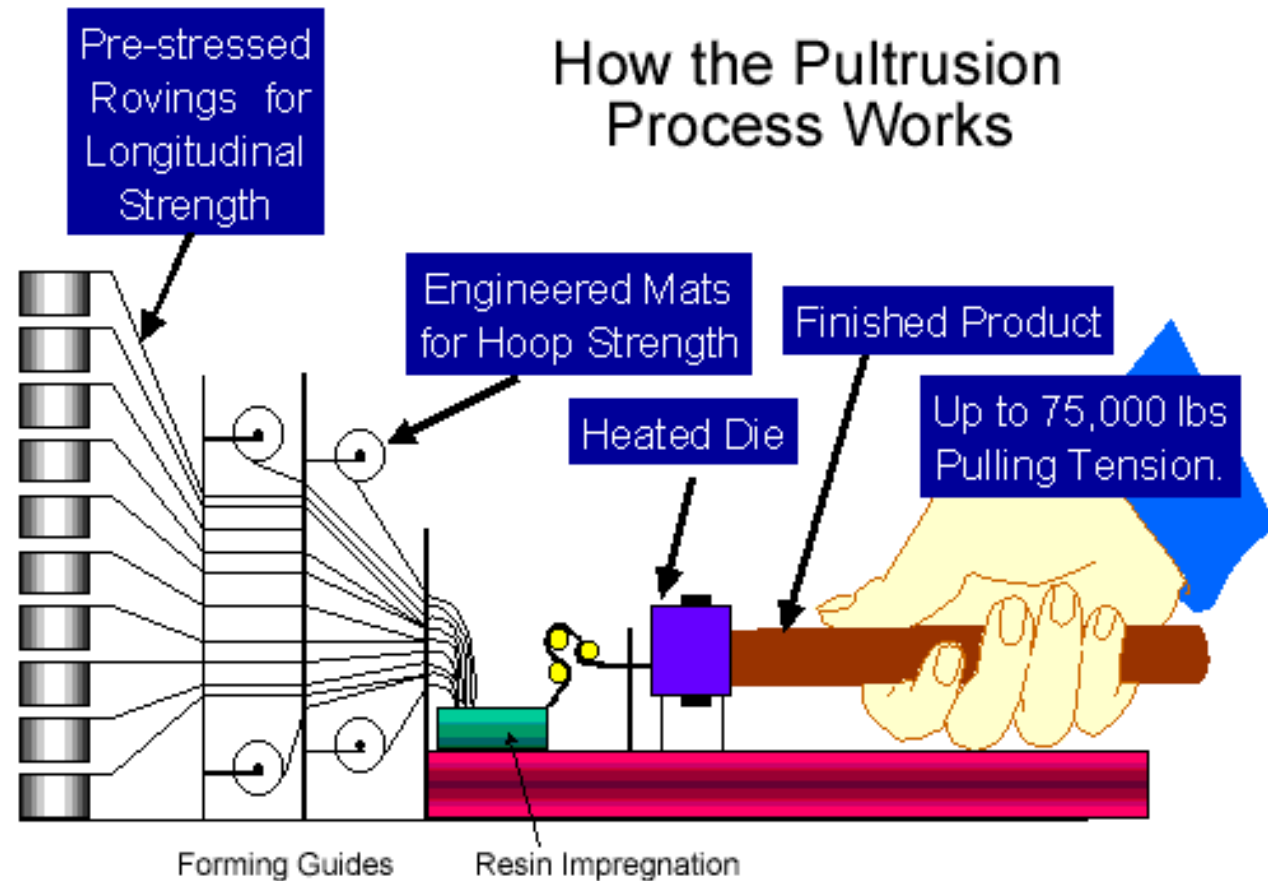 How the Pultrusion
Process Works
Pre-stressed
Rovings for
Longitudinal
Strength
Engineered Mats
for Hoop Strength
Finished Product
Heated Die
Up to 75,000 lbs
Pulling Tension.
Forming Guides
Resin Impregnation